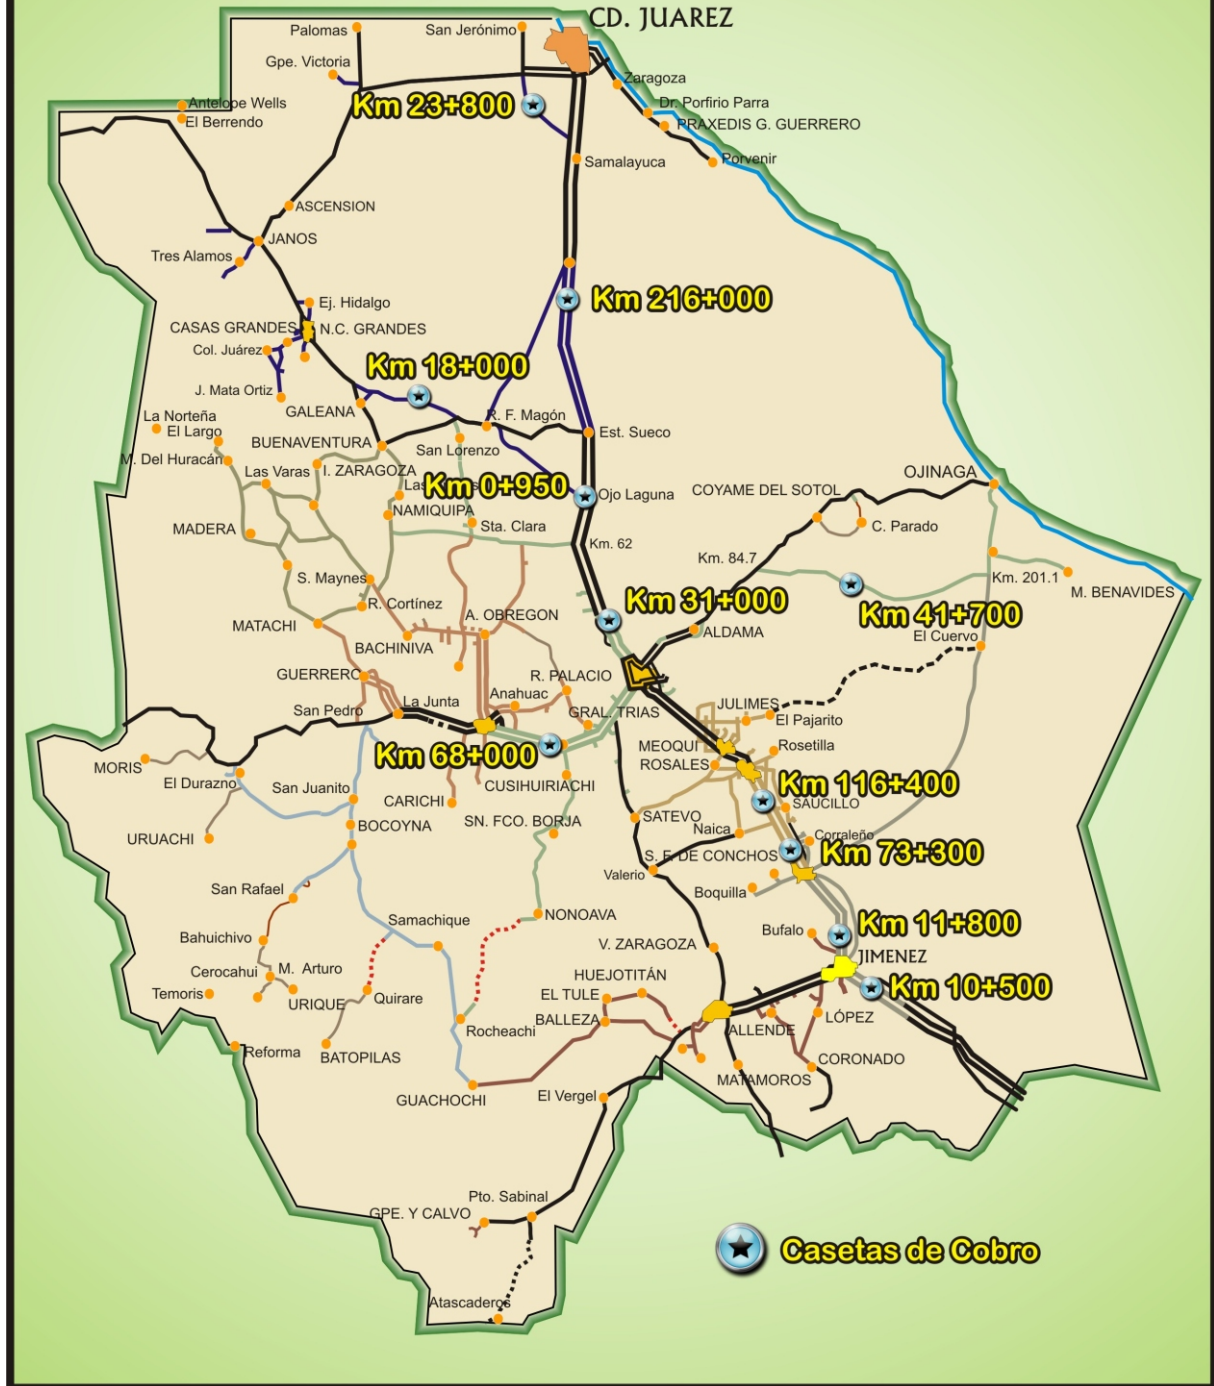 CD. JUAREZ
Palomas
San Jerónimo
Gpe. Victoria
Zaragoza
Antelope Wells
Km 23+800
Dr. Porfirio Parra
El Berrendo
PRAXEDIS G. GUERRERO
Samalayuca
Porvenir
ASCENSION
JANOS
Tres Alamos
Ej. Hidalgo
Km 216+000
CASAS GRANDES
N.C. GRANDES
Col. Juárez
Km 18+000
J. Mata Ortiz
GALEANA
La Norteña
R. F. Magón
El Largo
Est. Sueco
BUENAVENTURA
San Lorenzo
M. Del Huracán
Las Varas
I. ZARAGOZA
OJINAGA
Km 0+950
Ojo Laguna
COYAME DEL SOTOL
NAMIQUIPA
MADERA
Sta. Clara
C. Parado
Km. 62
Km. 84.7
S. Maynes
Km. 201.1
M. BENAVIDES
R. Cortínez
Km 31+000
Km 41+700
MATACHI
A. OBREGON
ALDAMA
El Cuervo
BACHINIVA
GUERRERO
R. PALACIO
La Junta
Anahuac
San Pedro
GRAL. TRIAS
JULIMES
El Pajarito
Km 68+000
MEOQUI
Rosetilla
MORIS
ROSALES
El Durazno
San Juanito
CUSIHUIRIACHI
Km 116+400
CARICHI
SAUCILLO
BOCOYNA
SN. FCO. BORJA
SATEVO
URUACHI
Naica
Corraleño
S. F. DE CONCHOS
Km 73+300
Valerio
San Rafael
Boquilla
Samachique
NONOAVA
Km 11+800
Bufalo
Bahuichivo
V. ZARAGOZA
JIMENEZ
Cerocahui
M. Arturo
HUEJOTITÁN
Km 10+500
Temoris
URIQUE
Quirare
EL TULE
BALLEZA
LÓPEZ
Rocheachi
ALLENDE
Reforma
BATOPILAS
CORONADO
MATAMOROS
GUACHOCHI
El Vergel
Pto. Sabinal
GPE. Y CALVO
Casetas de Cobro
Atascaderos